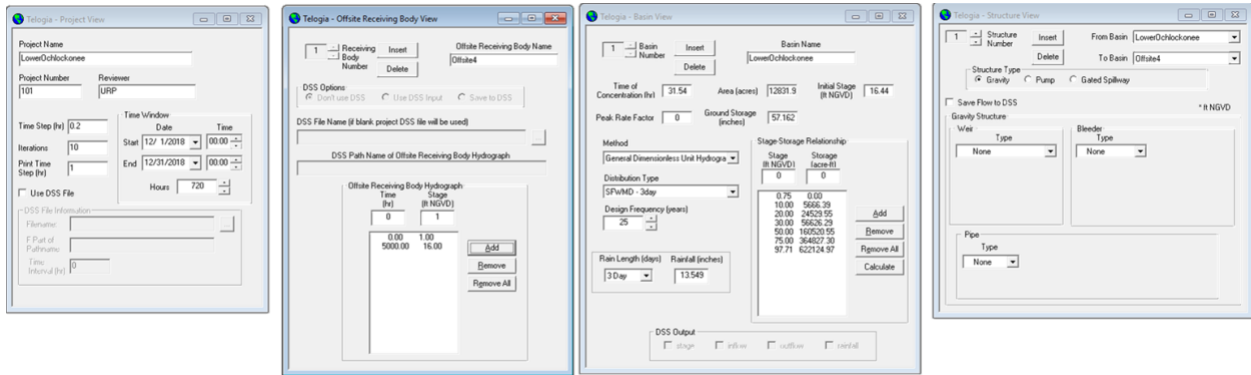 Telogia - Project View
Project Name
LowerOchlockonee
Project Number Reviewer
101 URP
Time Step (hr) 0.2
Iterations 10
Print Time Step (hr) 1
Time Window
Date Time
Start 12/ 1/2018 00:00
End 12/31/2018 00:00
Hours 720
Use DSS File
DSS File Information
Filename:
F Part of Pathname:
Time Interval (hr) 0
Telogia - Offsite Receiving Body View
1 Receiving Body Number Insert Delete
Offsite Receiving Body Name
Offsite4
DSS Options
Don't use DSS Use DSS Input Save to DSS
DSS File Name (if blank project DSS file will be used)
...
DSS Path Name of Offsite Receiving Body Hydrograph
Offsite Receiving Body Hydrograph
Time (hr) Stage (ft NGVD)
0 1
0.00 1.00
5000.00 16.00
Add
Remove
Remove All
Telogia - Basin View
1 Basin Number Insert Delete
Basin Name
LowerOchlockonee
Time of Concentration (hr) 31.54 Area (acres) 12831.9 Initial Stage (ft NGVD) 16.44
Peak Rate Factor 0 Ground Storage (inches) 57.162
Method
General Dimensionless Unit Hydrogra
Distribution Type
SFWMD - 3day
Design Frequency (years)
25
Rain Length (days) Rainfall (inches)
3 Day 13.549
Stage-Storage Relationship
Stage (ft NGVD) Storage (acre-ft)
0 0
0.75 0.00
10.00 5666.39
20.00 24529.55
30.00 56626.29
50.00 160520.55
75.00 364827.30
97.71 622124.97
Add
Remove
Remove All
Calculate
DSS Output
stage inflow outflow rainfall
Telogia - Structure View
1 Structure Number Insert Delete
From Basin LowerOchlockonee
To Basin Offsite4
Structure Type
Gravity Pump Gated Spillway
Save Flow to DSS
* ft NGVD
Gravity Structure
Weir
Type
None
Bleeder
Type
None
Pipe
Type
None